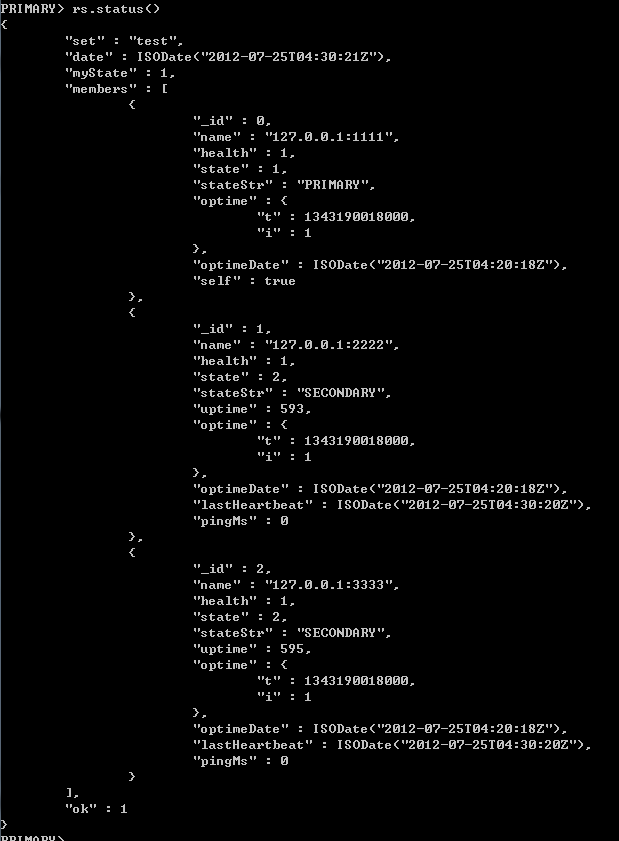 PRIMARY> rs.status()
{
        "set" : "test",
        "date" : ISODate("2012-07-25T04:30:21Z"),
        "myState" : 1,
        "members" : [
                {
                        "_id" : 0,
                        "name" : "127.0.0.1:1111",
                        "health" : 1,
                        "state" : 1,
                        "stateStr" : "PRIMARY",
                        "optime" : {
                                "t" : 1343190018000,
                                "i" : 1
                        },
                        "optimeDate" : ISODate("2012-07-25T04:20:18Z"),
                        "self" : true
                },
                {
                        "_id" : 1,
                        "name" : "127.0.0.1:2222",
                        "health" : 1,
                        "state" : 2,
                        "stateStr" : "SECONDARY",
                        "uptime" : 593,
                        "optime" : {
                                "t" : 1343190018000,
                                "i" : 1
                        },
                        "optimeDate" : ISODate("2012-07-25T04:20:18Z"),
                        "lastHeartbeat" : ISODate("2012-07-25T04:30:20Z"),
                        "pingMs" : 0
                },
                {
                        "_id" : 2,
                        "name" : "127.0.0.1:3333",
                        "health" : 1,
                        "state" : 2,
                        "stateStr" : "SECONDARY",
                        "uptime" : 595,
                        "optime" : {
                                "t" : 1343190018000,
                                "i" : 1
                        },
                        "optimeDate" : ISODate("2012-07-25T04:20:18Z"),
                        "lastHeartbeat" : ISODate("2012-07-25T04:30:20Z"),
                        "pingMs" : 0
                }
        ],
        "ok" : 1
}
PRIMARY>